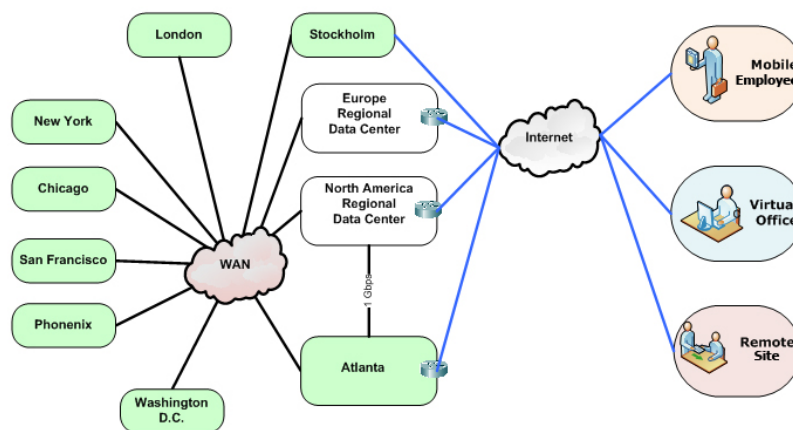 London
Stockholm
Mobile
Employee
Europe
Regional
Data Center
New York
Internet
North America
Regional
Data Center
Chicago
Virtual
Office
San Francisco
WAN
1 Gbps
Phonenix
Remote
Site
Atlanta
Washington
D.C.